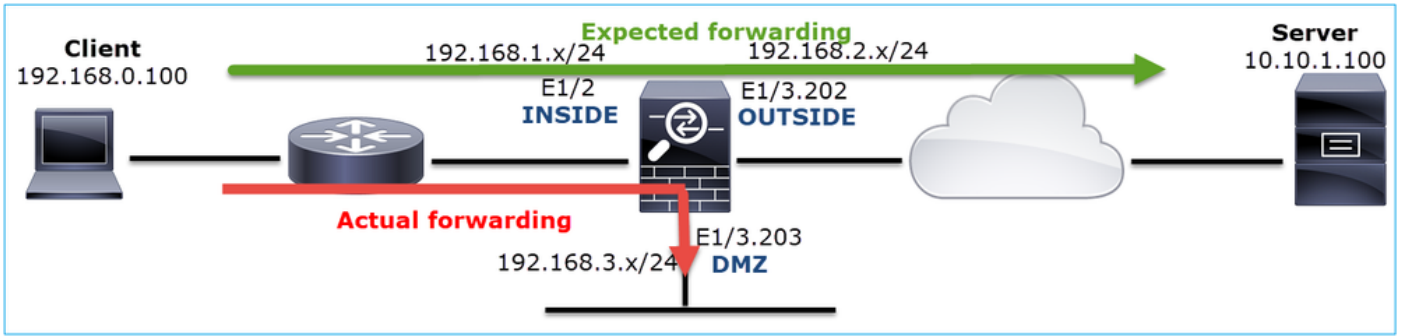 Expected forwarding
Client
192.168.0.100
192.168.1.x/24
192.168.2.x/24
Server
10.10.1.100
E1/2
INSIDE
E1/3.202
OUTSIDE
Actual forwarding
E1/3.203
192.168.3.x/24
DMZ